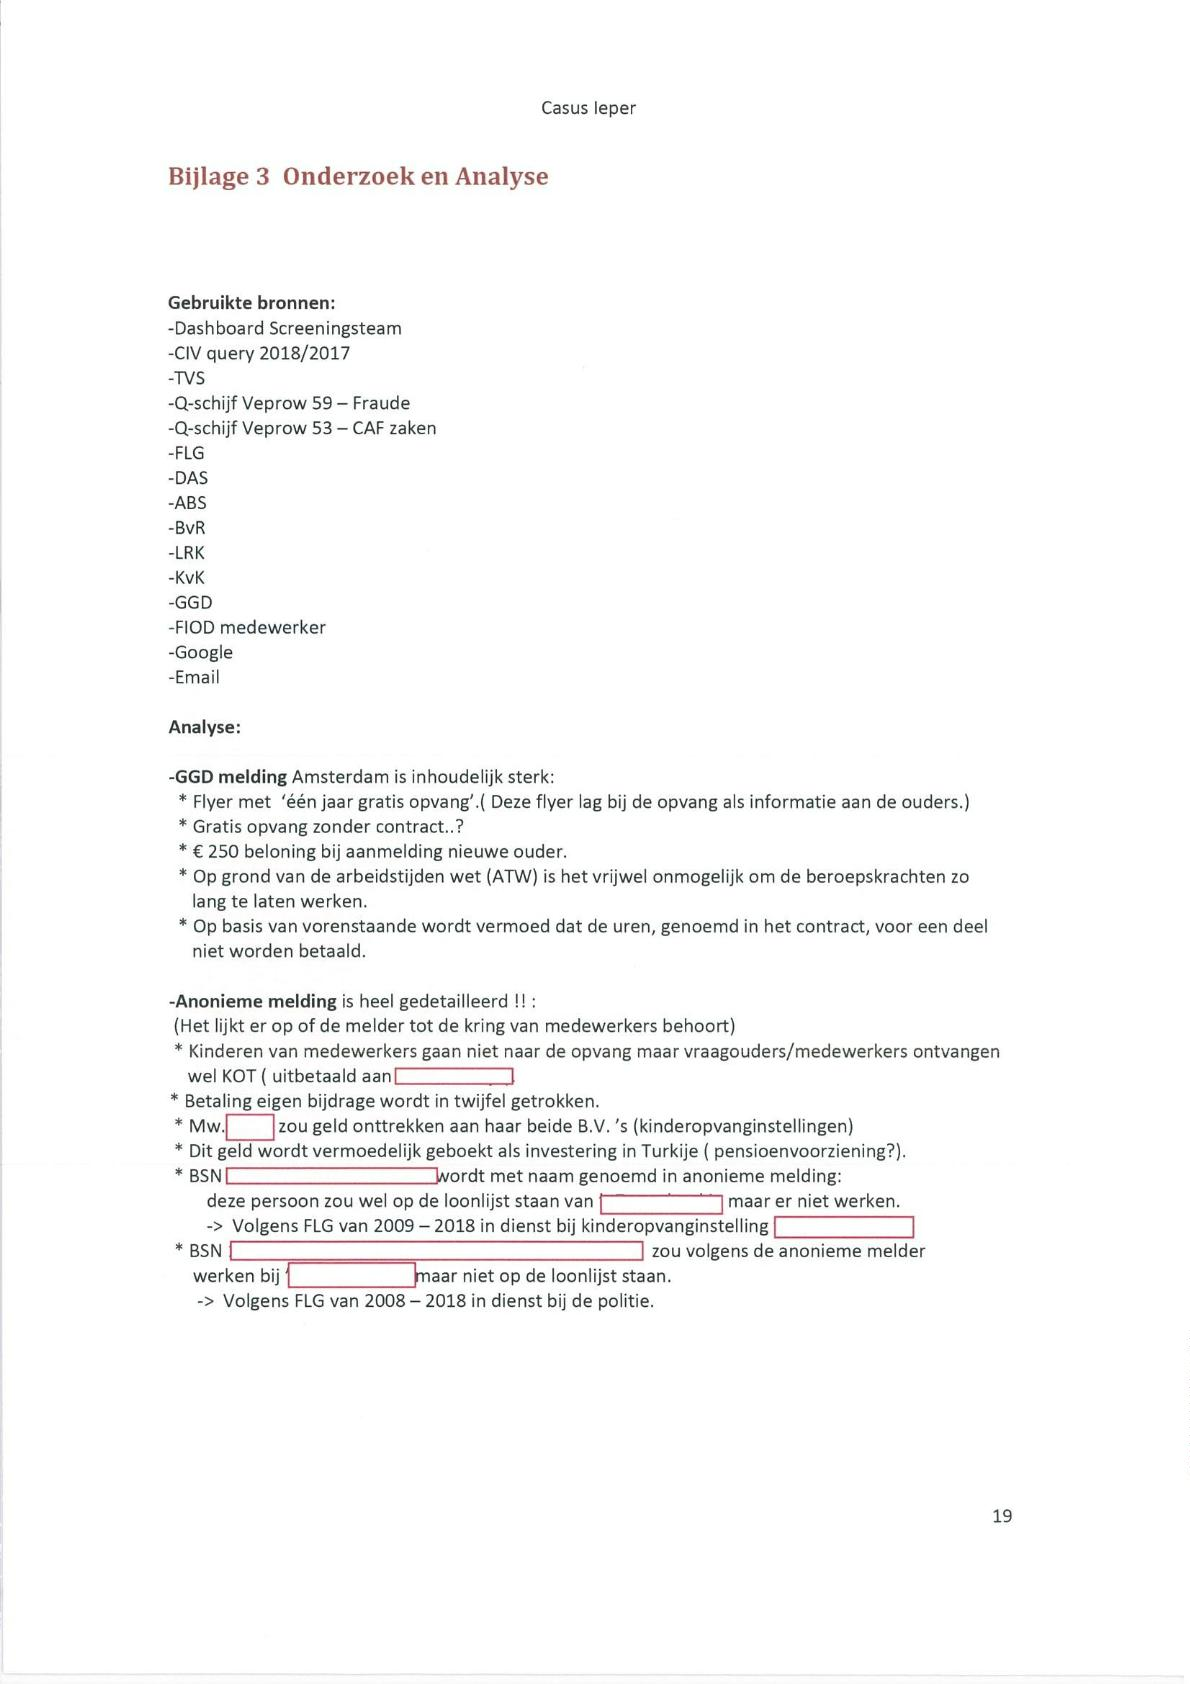 Casus Ieper
Bijlage 3  Onderzoek en Analyse
Gebruikte bronnen:
-Dashboard Screeningsteam
-CIV query 2018/2017
-TVS
-Q-schijf Veprow 59 – Fraude
-Q-schijf Veprow 53 – CAF zaken
-FLG
-DAS
-ABS
-BvR
-LRK
-KvK
-GGD
-FIOD medewerker
-Google
-Email
Analyse:
-GGD melding Amsterdam is inhoudelijk sterk:
* Flyer met  ‘één jaar gratis opvang’.( Deze flyer lag bij de opvang als informatie aan de ouders.)
* Gratis opvang zonder contract..?
* € 250 beloning bij aanmelding nieuwe ouder.
* Op grond van de arbeidstijden wet (ATW) is het vrijwel onmogelijk om de beroepskrachten zo
lang te laten werken.
* Op basis van vorenstaande wordt vermoed dat de uren, genoemd in het contract, voor een deel
niet worden betaald.
-Anonieme melding is heel gedetailleerd !! :
(Het lijkt er op of de melder tot de kring van medewerkers behoort)
* Kinderen van medewerkers gaan niet naar de opvang maar vraagouders/medewerkers ontvangen
wel KOT ( uitbetaald aan
* Betaling eigen bijdrage wordt in twijfel getrokken.
* Mw. zou geld onttrekken aan haar beide B.V. ’s (kinderopvanginstellingen)
* Dit geld wordt vermoedelijk geboekt als investering in Turkije ( pensioenvoorziening?).
* BSN wordt met naam genoemd in anonieme melding:
deze persoon zou wel op de loonlijst staan van maar er niet werken.
-> Volgens FLG van 2009 – 2018 in dienst bij kinderopvanginstelling
* BSN zou volgens de anonieme melder
werken bij maar niet op de loonlijst staan.
-> Volgens FLG van 2008 – 2018 in dienst bij de politie.
19